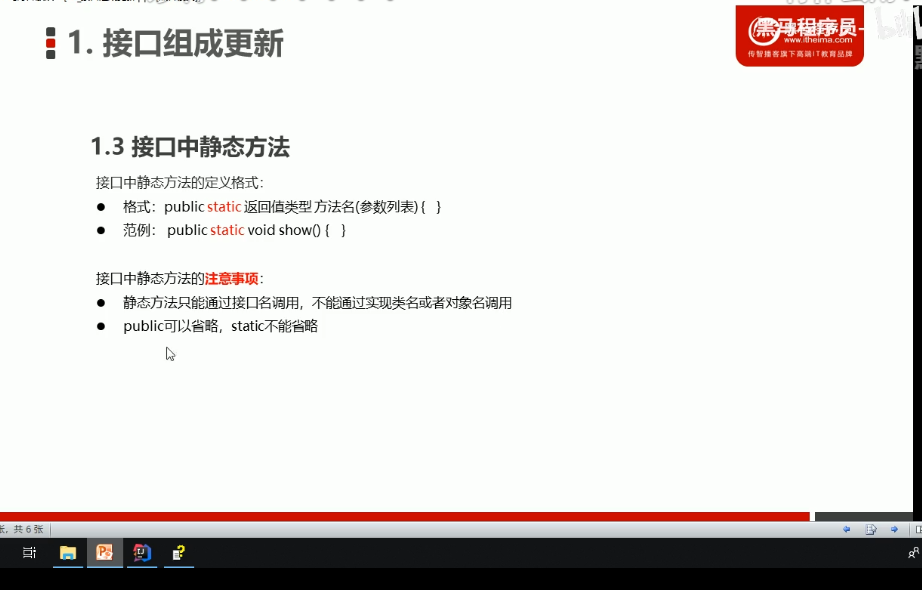 1. 接口组成更新
黑马程序员
www.itheima.com
传智播客旗下高端IT教育品牌
1.3 接口中静态方法
接口中静态方法的定义格式：
● 格式：public static 返回值类型 方法名(参数列表) { }
● 范例： public static void show() { }
接口中静态方法的注意事项：
● 静态方法只能通过接口名调用，不能通过实现类名或者对象名调用
● public可以省略，static不能省略
张，共 6 张